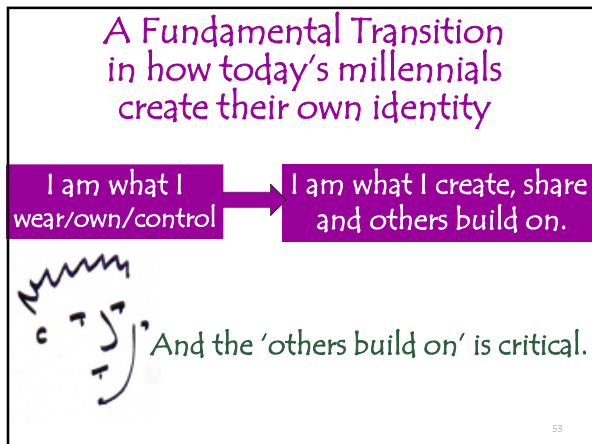 A Fundamental Transition
in how today's millennials
create their own identity
I am what I
wear/own/control
I am what I create, share
and others build on.
And the 'others build on' is critical.
53